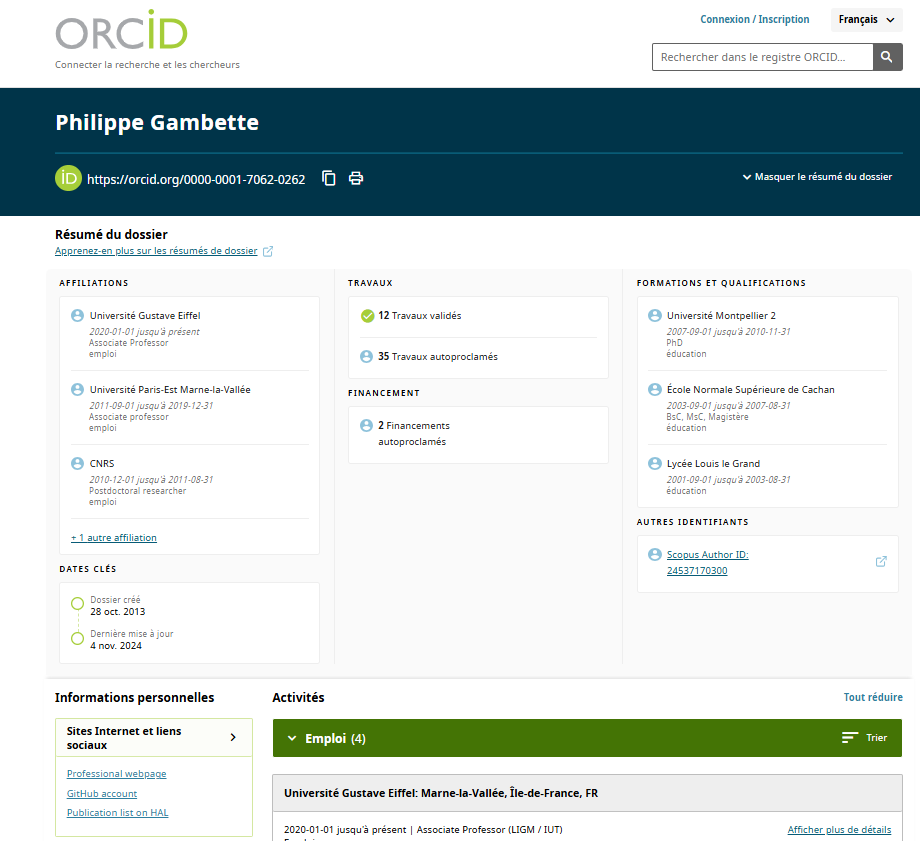 ORCiD
Connecter la recherche et les chercheurs
Connexion / Inscription
Français
Rechercher dans le registre ORCID...
Philippe Gambette
iD https://orcid.org/0000-0001-7062-0262
Masquer le résumé du dossier
Résumé du dossier
Apprenez-en plus sur les résumés de dossier
AFFILIATIONS
Université Gustave Eiffel
2020-01-01 jusqu'à présent
Associate Professor
emploi
Université Paris-Est Marne-la-Vallée
2011-09-01 jusqu'à 2019-12-31
Associate professor
emploi
CNRS
2010-12-01 jusqu'à 2011-08-31
Postdoctoral researcher
emploi
+ 1 autre affiliation
DATES CLÉS
Dossier créé
28 oct. 2013
Dernière mise à jour
4 nov. 2024
TRAVAUX
12 Travaux validés
35 Travaux autoproclamés
FINANCEMENT
2 Financements
autoproclamés
FORMATIONS ET QUALIFICATIONS
Université Montpellier 2
2007-09-01 jusqu'à 2010-11-31
PhD
éducation
École Normale Supérieure de Cachan
2003-09-01 jusqu'à 2007-08-31
BsC, MsC, Magistère
éducation
Lycée Louis le Grand
2001-09-01 jusqu'à 2003-08-31
éducation
AUTRES IDENTIFIANTS
Scopus Author ID:
24537170300
Informations personnelles
Sites Internet et liens
sociaux
Professional webpage
GitHub account
Publication list on HAL
Activités
Tout réduire
Emploi (4)
Trier
Université Gustave Eiffel: Marne-la-Vallée, Île-de-France, FR
2020-01-01 jusqu'à présent | Associate Professor (LIGM / IUT)
Afficher plus de détails